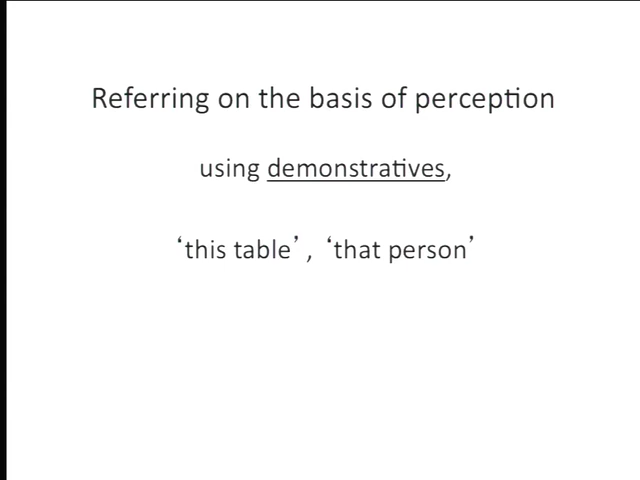 Referring on the basis of perception
using demonstratives,
‘this table’, ‘that person’